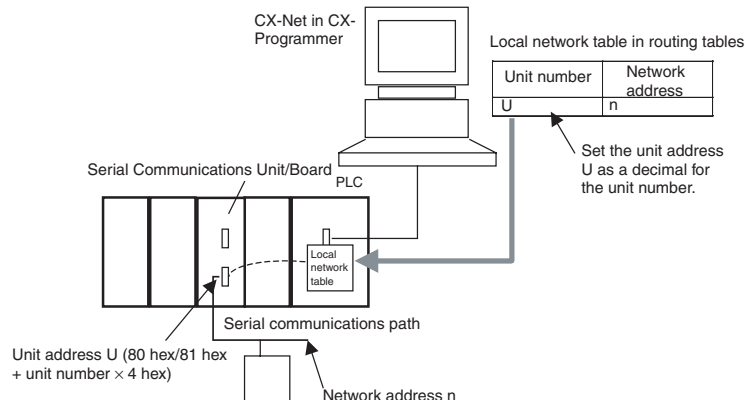 CX-Net in CX-
Programmer
Local network table in routing tables
Unit number
Network
address
U
n
Set the unit address
U as a decimal for
the unit number.
Serial Communications Unit/Board
PLC
Local
network
table
Serial communications path
Unit address U (80 hex/81 hex
+ unit number × 4 hex)
Network address n